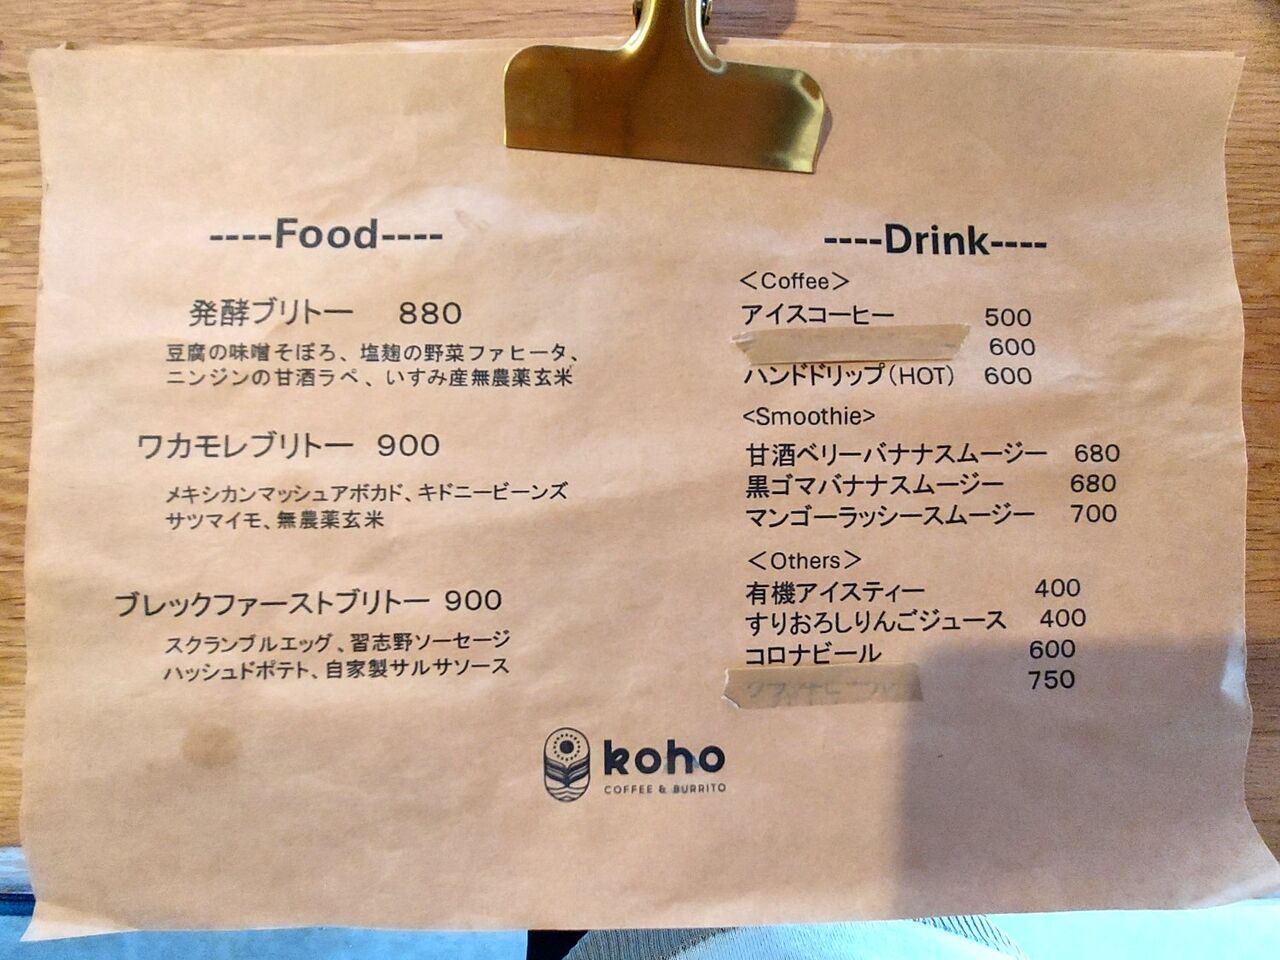 ----Food----
発酵ブリトー 880
豆腐の味噌そぼろ、塩麹の野菜ファヒータ、
ニンジンの甘酒ラペ、いすみ産無農薬玄米
ワカモレブリトー 900
メキシカンマッシュアボカド、キドニービーンズ
サツマイモ、無農薬玄米
ブレックファーストブリトー 900
スクランブルエッグ、習志野ソーセージ
ハッシュドポテト、自家製サルサソース
----Drink----
<Coffee>
アイスコーヒー 500
600
ハンドドリップ(HOT) 600
<Smoothie>
甘酒ベリーバナナスムージー 680
黒ゴマバナナスムージー 680
マンゴーラッシースムージー 700
<Others>
有機アイスティー 400
すりおろしりんごジュース 400
コロナビール 600
750
koho
COFFEE & BURRITO